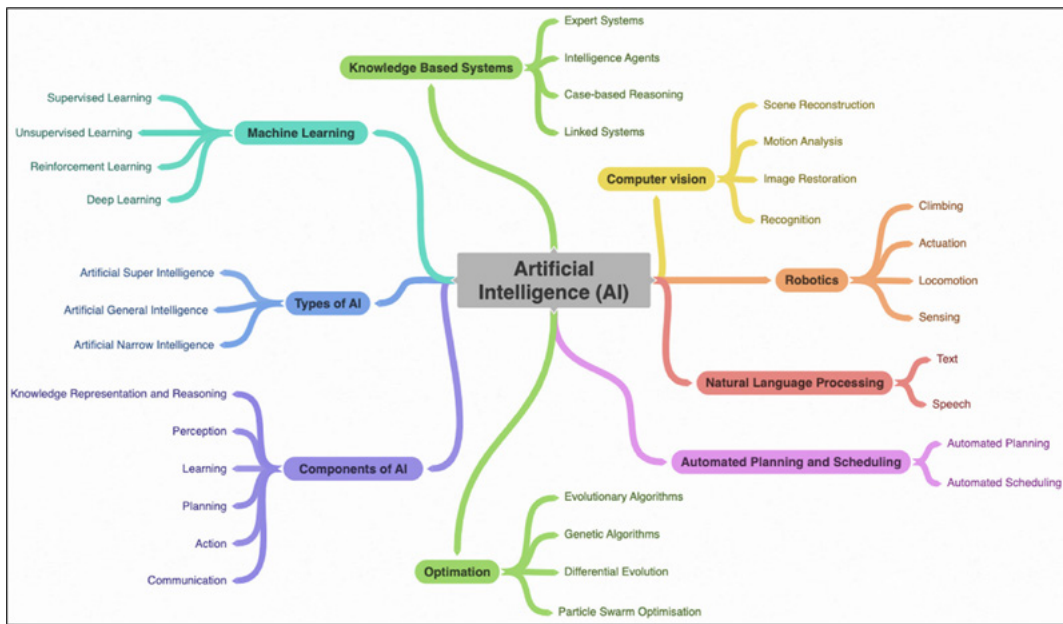 Artificial
Intelligence (AI)
Knowledge Based Systems
Expert Systems
Intelligence Agents
Case-based Reasoning
Linked Systems
Machine Learning
Supervised Learning
Unsupervised Learning
Reinforcement Learning
Deep Learning
Types of AI
Artificial Super Intelligence
Artificial General Intelligence
Artificial Narrow Intelligence
Components of AI
Knowledge Representation and Reasoning
Perception
Learning
Planning
Action
Communication
Optimation
Evolutionary Algorithms
Genetic Algorithms
Differential Evolution
Particle Swarm Optimisation
Computer vision
Scene Reconstruction
Motion Analysis
Image Restoration
Recognition
Robotics
Climbing
Actuation
Locomotion
Sensing
Natural Language Processing
Text
Speech
Automated Planning and Scheduling
Automated Planning
Automated Scheduling